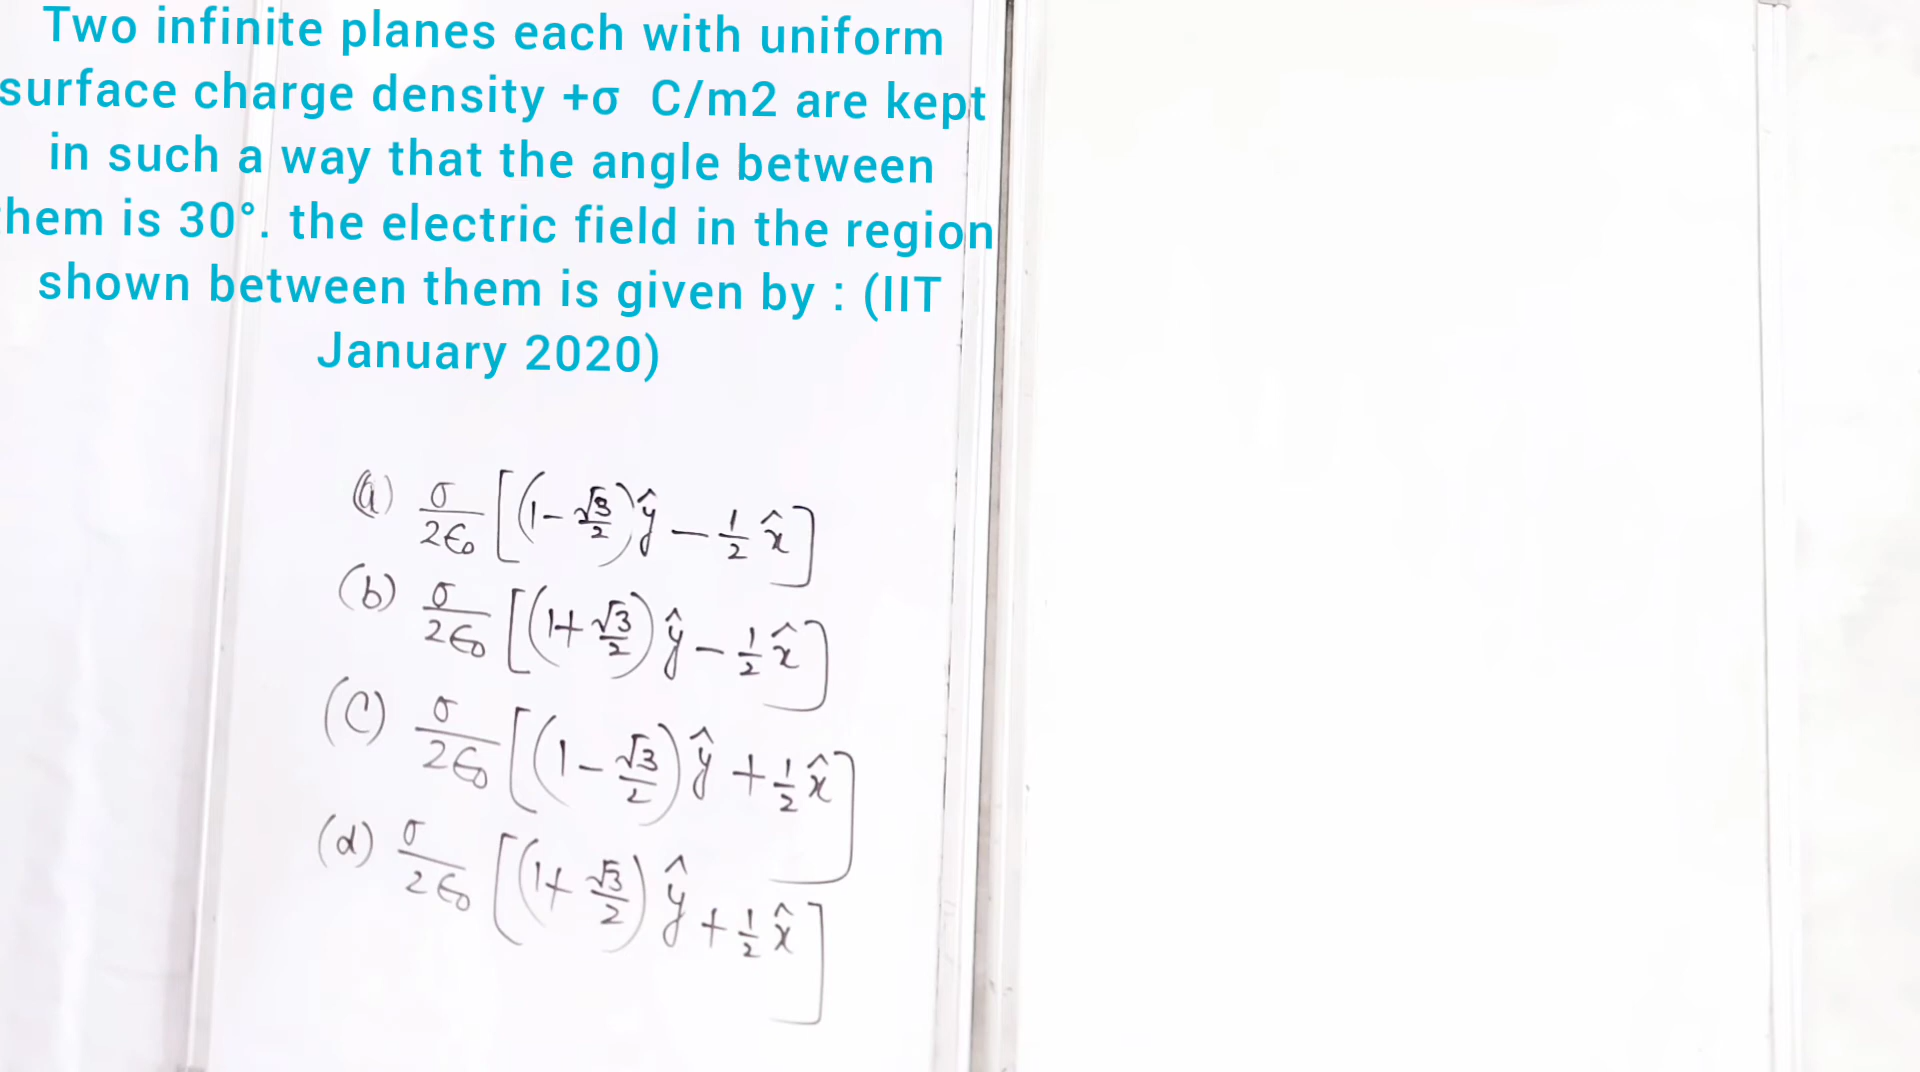 Two infinite planes each with uniform
surface charge density +σ C/m2 are kept
in such a way that the angle between
hem is 30°. the electric field in the region
shown between them is given by : (IIT
January 2020)
(a) σ/2ε₀ [(1 - √3/2) ŷ - 1/2 x̂]
(b) σ/2ε₀ [(1 + √3/2) ŷ - 1/2 x̂]
(c) σ/2ε₀ [(1 - √3/2) ŷ + 1/2 x̂]
(d) σ/2ε₀ [(1 + √3/2) ŷ + 1/2 x̂]